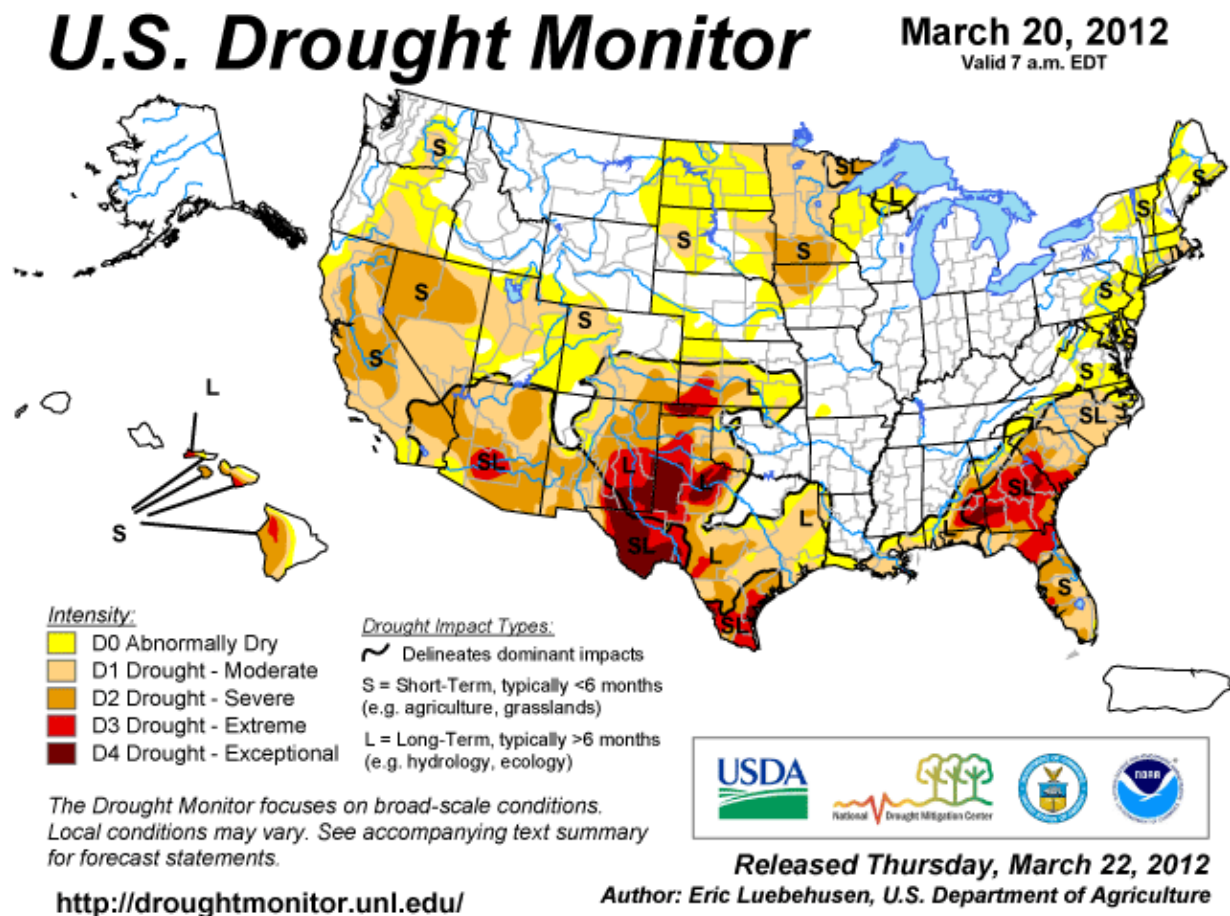 U.S. Drought Monitor
March 20, 2012
Valid 7 a.m. EDT
S
SL
L
S
S
S
S
S
S
S
S
S
L
L
SL
SL
L
L
SL
L
L
SL
L
SL
S
L
S
Intensity:
D0 Abnormally Dry
D1 Drought - Moderate
D2 Drought - Severe
D3 Drought - Extreme
D4 Drought - Exceptional
Drought Impact Types:
Delineates dominant impacts
S = Short-Term, typically <6 months
(e.g. agriculture, grasslands)
L = Long-Term, typically >6 months
(e.g. hydrology, ecology)
USDA
National Drought Mitigation Center
NOAA
The Drought Monitor focuses on broad-scale conditions.
Local conditions may vary. See accompanying text summary
for forecast statements.
http://droughtmonitor.unl.edu/
Released Thursday, March 22, 2012
Author: Eric Luebehusen, U.S. Department of Agriculture